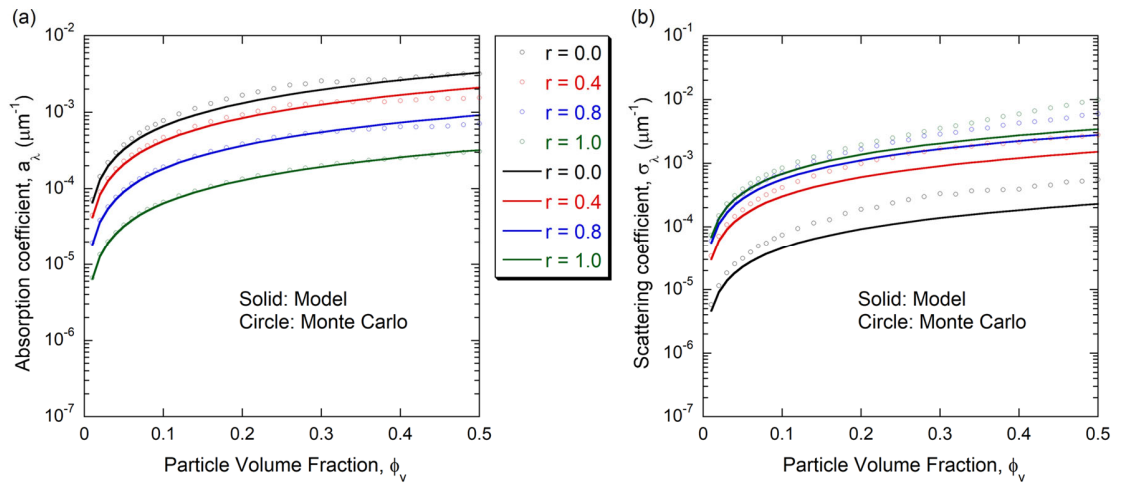 (a)
10⁻²
10⁻³
10⁻⁴
10⁻⁵
10⁻⁶
10⁻⁷
Absorption coefficient, a_λ (μm⁻¹)
Solid: Model
Circle: Monte Carlo
0 0.1 0.2 0.3 0.4 0.5
Particle Volume Fraction, ϕ_v
r = 0.0
r = 0.4
r = 0.8
r = 1.0
r = 0.0
r = 0.4
r = 0.8
r = 1.0
(b)
10⁻¹
10⁻²
10⁻³
10⁻⁴
10⁻⁵
10⁻⁶
10⁻⁷
Scattering coefficient, σ_λ (μm⁻¹)
Solid: Model
Circle: Monte Carlo
0 0.1 0.2 0.3 0.4 0.5
Particle Volume Fraction, ϕ_v